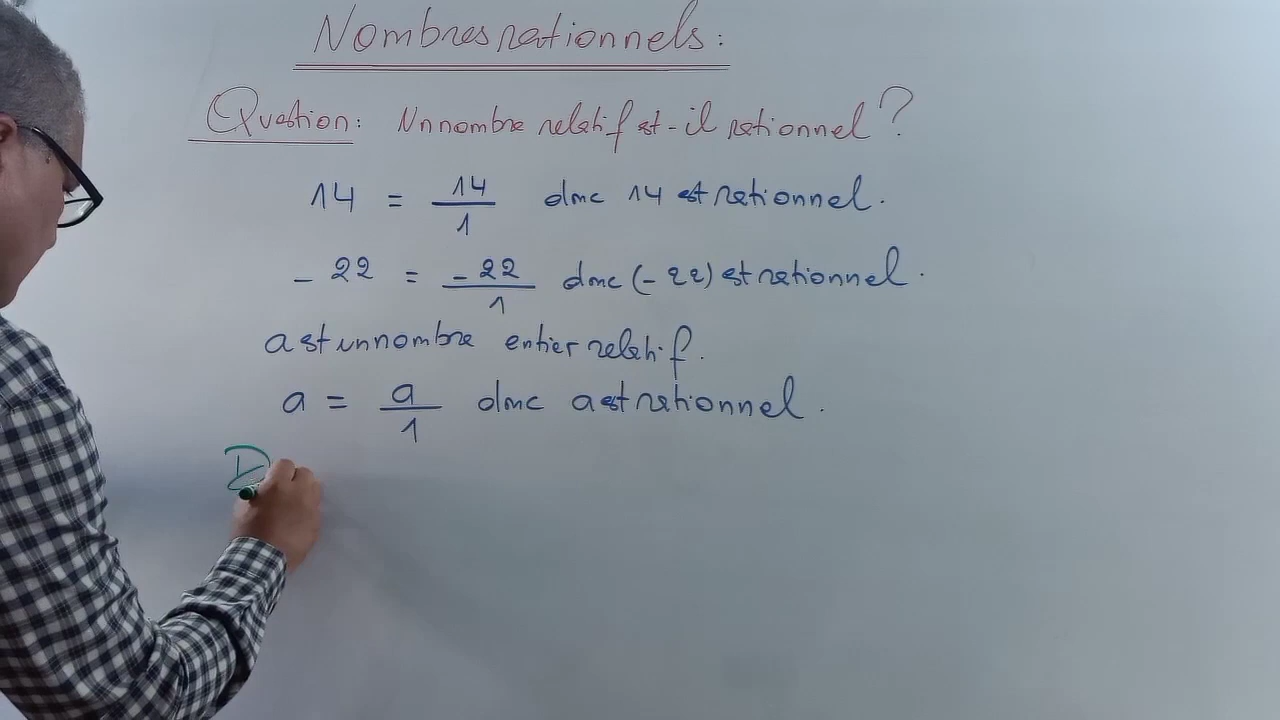 Nombres rationnels :
Question : Un nombre relatif est-il rationnel ?
14 = 14/1 donc 14 est rationnel.
- 22 = - 22/1 donc (- 22) est rationnel.
a est un nombre entier relatif.
a = a/1 donc a est rationnel.
D